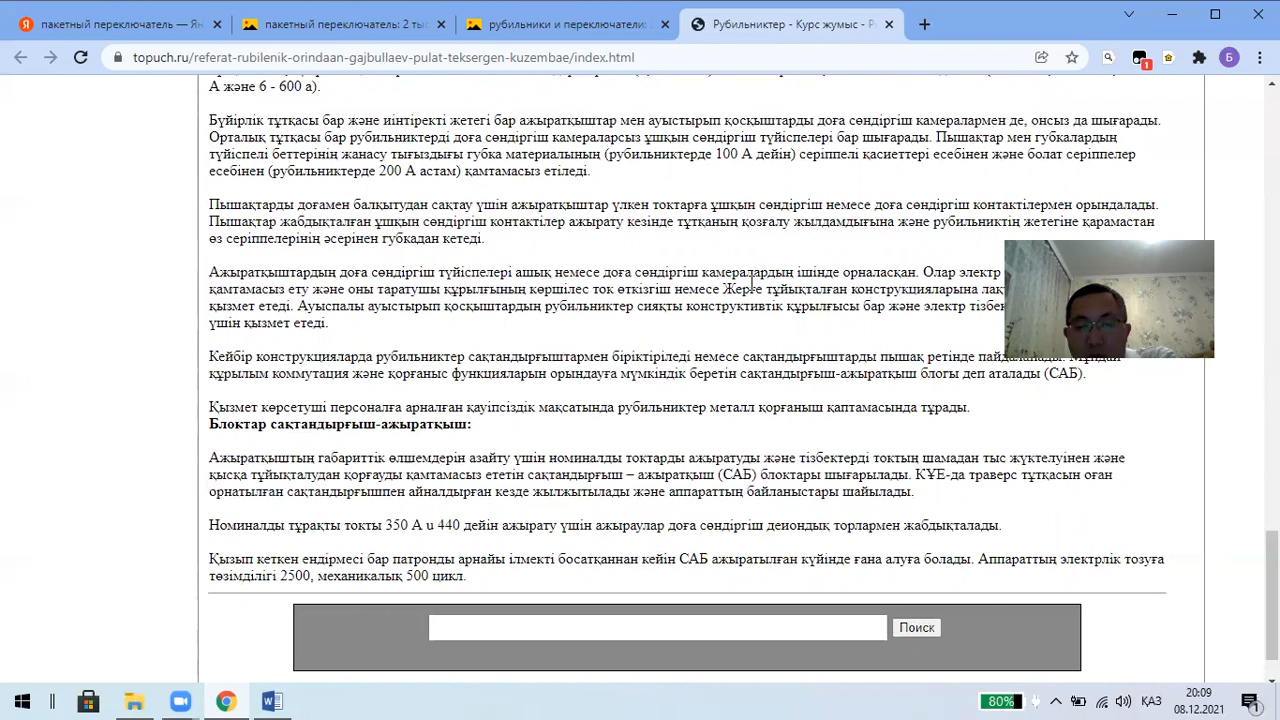 пакетный переключатель — Ян
пакетный переключатель: 2 тыс
рубильники и переключатели:
Рубильниктер - Курс жумыс - Р
topuch.ru/referat-rubilenik-orindaan-gajbullaev-pulat-teksergen-kuzembae/index.html
1
Б
А және 6 - 600 а).
Бүйірлік тұтқасы бар және иінтіректі жетегі бар ажыратқыштар мен ауыстырып қосқыштарды доға сөндіргіш камералармен де, онсыз да шығарады.
Орталық тұтқасы бар рубильниктерді доға сөндіргіш камераларсыз ұшқын сөндіргіш түйіспелері бар шығарады. Пышақтар мен губкалардың
түйіспелі беттерінің жанасу тығыздығы губка материалының (рубильниктерде 100 А дейін) серіппелі қасиеттері есебінен және болат серіппелер
есебінен (рубильниктерде 200 А астам) қамтамасыз етіледі.
Пышақтарды доғамен балқытудан сақтау үшін ажыратқыштар үлкен токтарға ұшқын сөндіргіш немесе доға сөндіргіш контактілермен орындалады.
Пышақтар жабдықталған ұшқын сөндіргіш контактілер ажырату кезінде тұтқаның қозғалу жылдамдығына және рубильниктің жетегіне қарамастан
өз серіппелерінің әсерінен губкадан кетеді.
Ажыратқыштардың доға сөндіргіш түйіспелері ашық немесе доға сөндіргіш камералардың ішінде орналасқан. Олар электр
қамтамасыз ету және оны таратушы құрылғының көршілес ток өткізгіш немесе Жерге тұйықталған конструкцияларына
қызмет етеді. Ауыспалы ауыстырып қосқыштардың рубильниктер сияқты конструктивтік құрылғысы бар және электр
үшін қызмет етеді.
Кейбір конструкцияларда рубильниктер сақтандырғыштармен біріктіріледі немесе сақтандырғыштарды пышақ ретінде
құрылым коммутация және қорғаныс функцияларын орындауға мүмкіндік беретін сақтандырғыш-ажыратқыш блогы деп аталады (САБ).
Қызмет көрсетуші персоналға арналған қауіпсіздік мақсатында рубильниктер металл қорғаныш қаптамасында тұрады.
Блоктар сақтандырғыш-ажыратқыш:
Ажыратқыштың габариттік өлшемдерін азайту үшін номиналды токтарды ажыратуды және тізбектерді токтың шамадан тыс жүктелуінен және
қысқа тұйықталудан қорғауды қамтамасыз ететін сақтандырғыш – ажыратқыш (САБ) блоктары шығарылады. КҰЕ-да траверс тұтқасын оған
орнатылған сақтандырғышпен айналдырған кезде жылжытылады және аппараттың байланыстары шайылады.
Номиналды тұрақты токты 350 А u 440 дейін ажырату үшін ажыраулар доға сөндіргіш деиондық торлармен жабдықталады.
Қызып кеткен ендірмесі бар патронды арнайы ілмекті босатқаннан кейін САБ ажыратылған күйінде ғана алуға болады. Аппараттың электрлік тозуға
төзімділігі 2500, механикалық 500 цикл.
Поиск
80%
ҚАЗ
20:09
08.12.2021
1